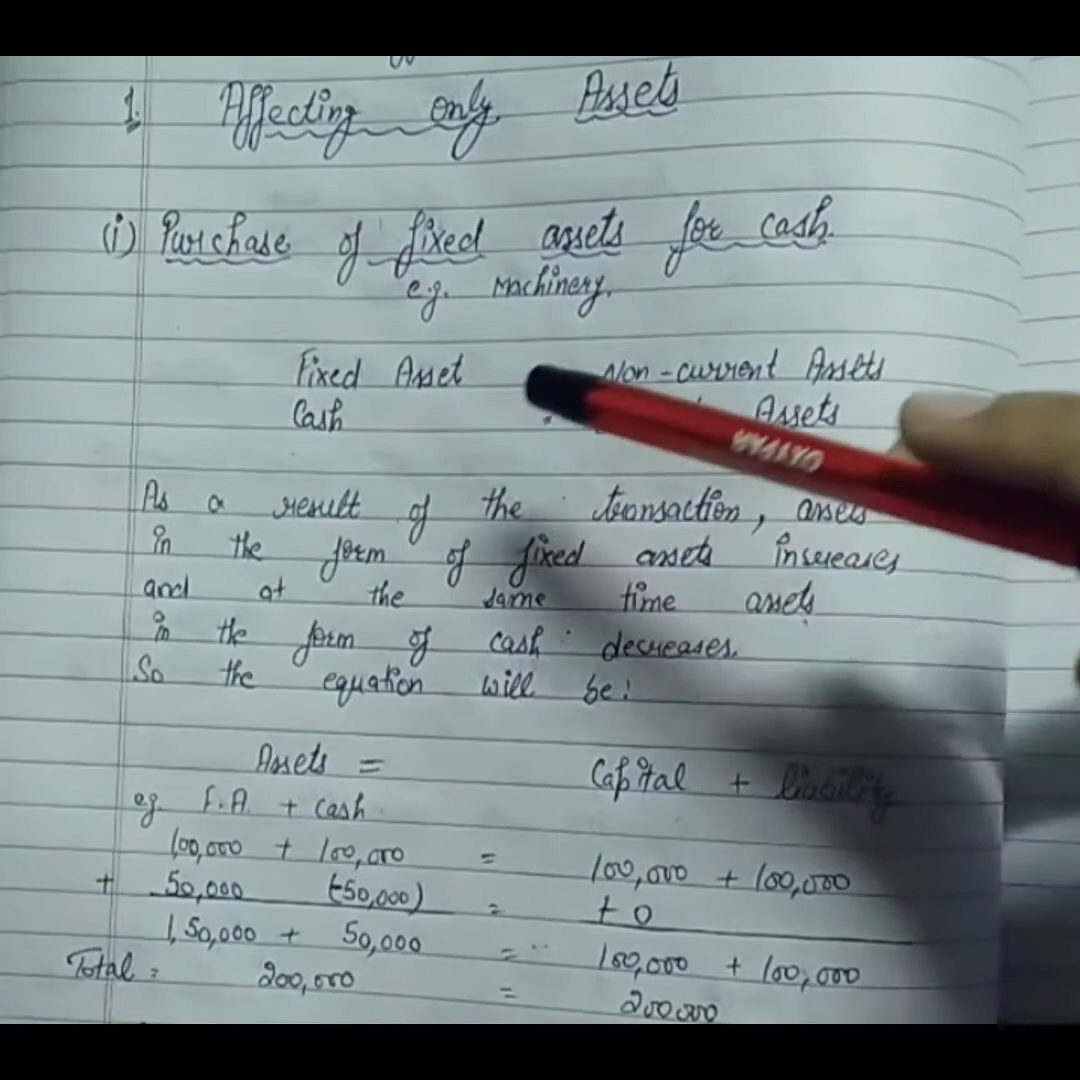 1. Affecting only Assets
(i) Purchase of fixed assets for cash.
e.g. Machinery.
Fixed Asset Non-current Assets
Cash : Assets
As a result of the transaction, assets
in the form of fixed assets increases
and at the same time assets
in the form of cash decreases.
So the equation will be:
Assets = Capital + liability
eg. F.A. + cash
100,000 + 100,000 = 100,000 + 100,000
+ 50,000 (-50,000) = + 0
1,50,000 + 50,000 = 100,000 + 100,000
Total = 200,000 = 200000